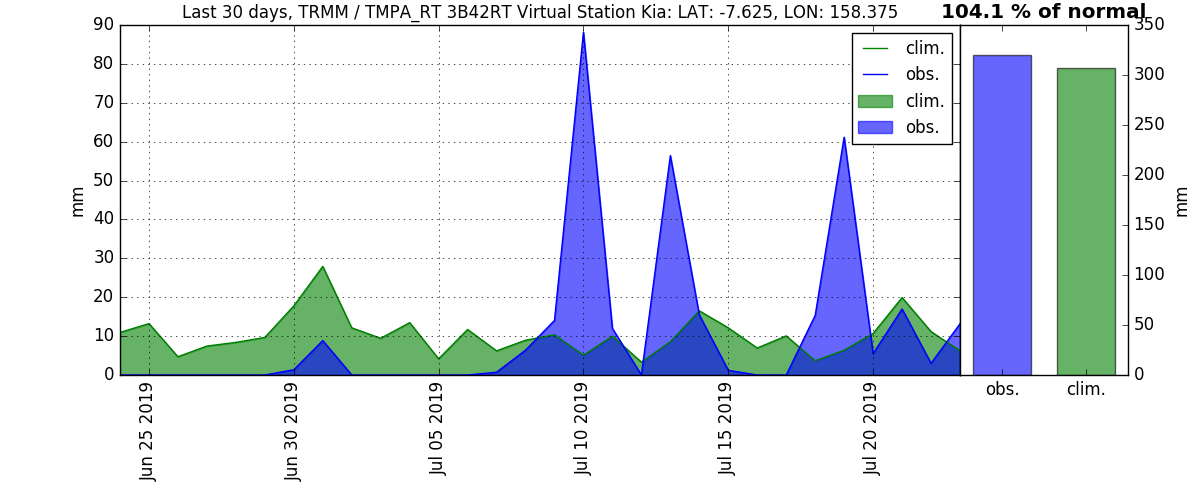 Last 30 days, TRMM / TMPA_RT 3B42RT Virtual Station Kia: LAT: -7.625, LON: 158.375
104.1 % of normal
90
80
70
60
50
40
30
20
10
0
mm
clim.
obs.
clim.
obs.
Jun 25 2019
Jun 30 2019
Jul 05 2019
Jul 10 2019
Jul 15 2019
Jul 20 2019
350
300
250
200
150
100
50
0
mm
obs.
clim.